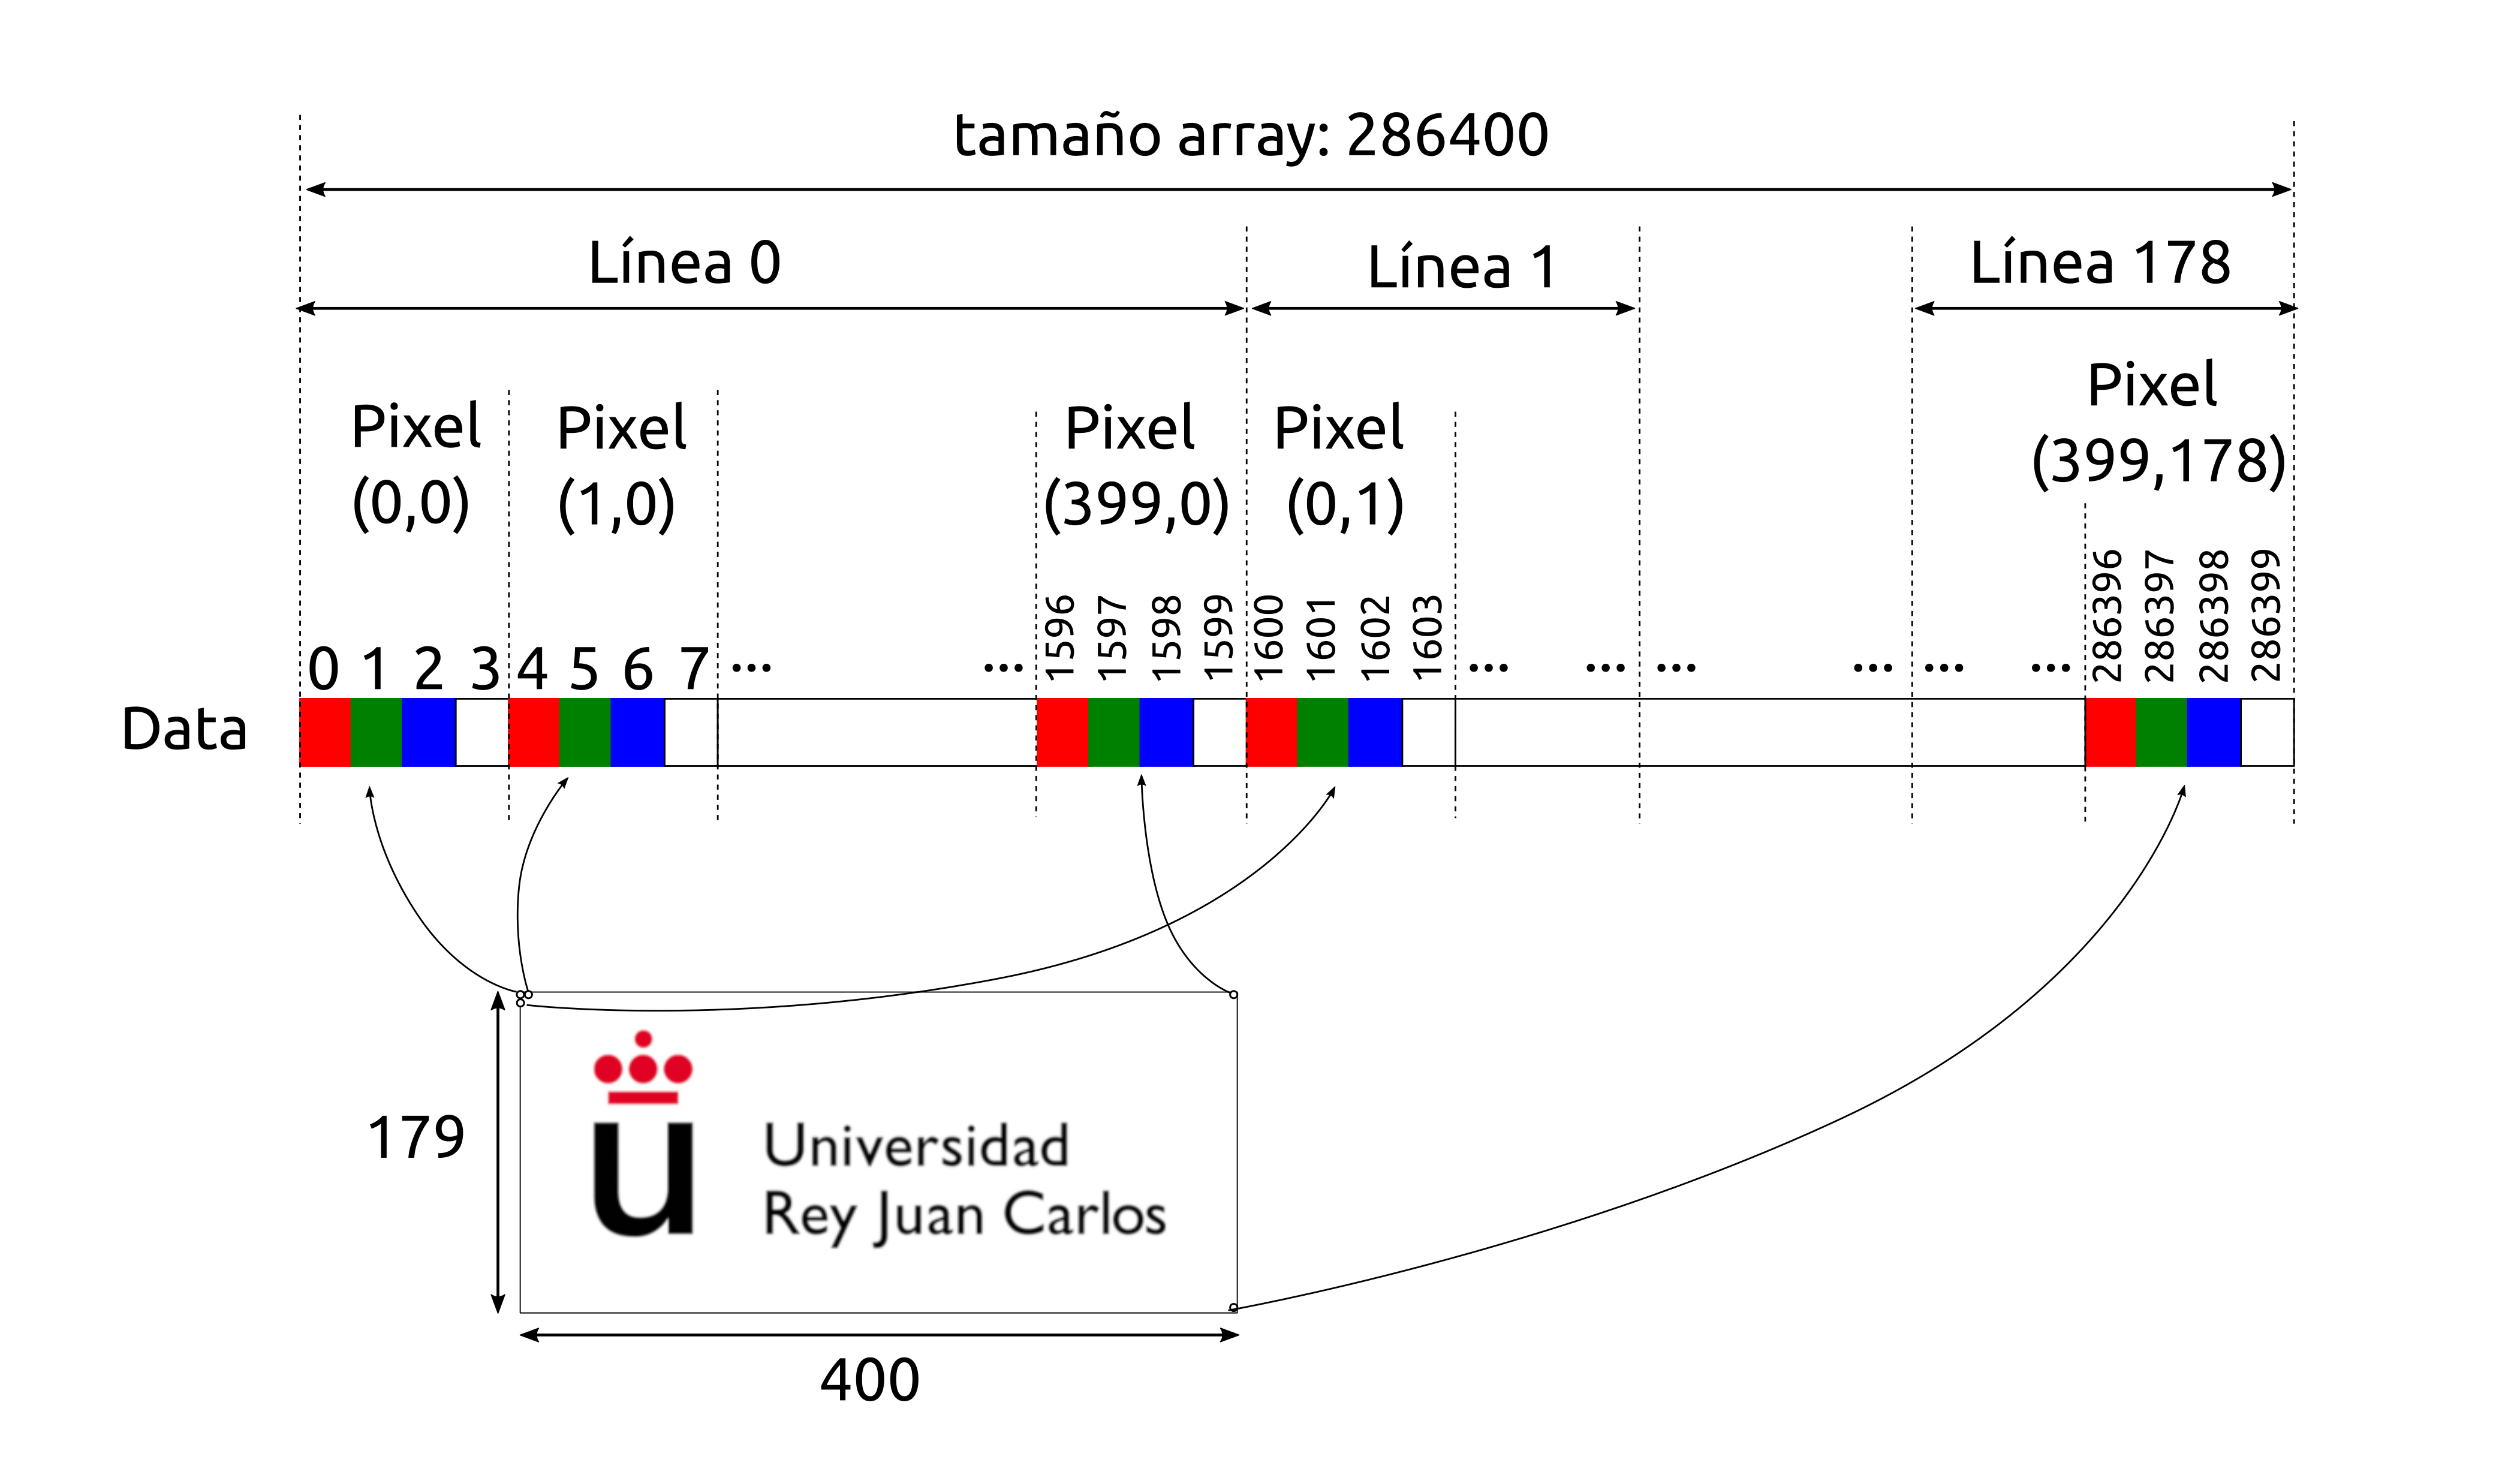 tamaño array: 286400
Línea 0
Línea 1
Línea 178
Pixel
(0,0)
Pixel
(1,0)
Pixel
(399,0)
Pixel
(0,1)
Pixel
(399,178)
0 1 2 3 4 5 6 7 ...
... 1596 1597 1598 1599 1600 1601 1602 1603 ...
... ... ... ... ... 286396 286397 286398 286399
Data
179
u Universidad
Rey Juan Carlos
400